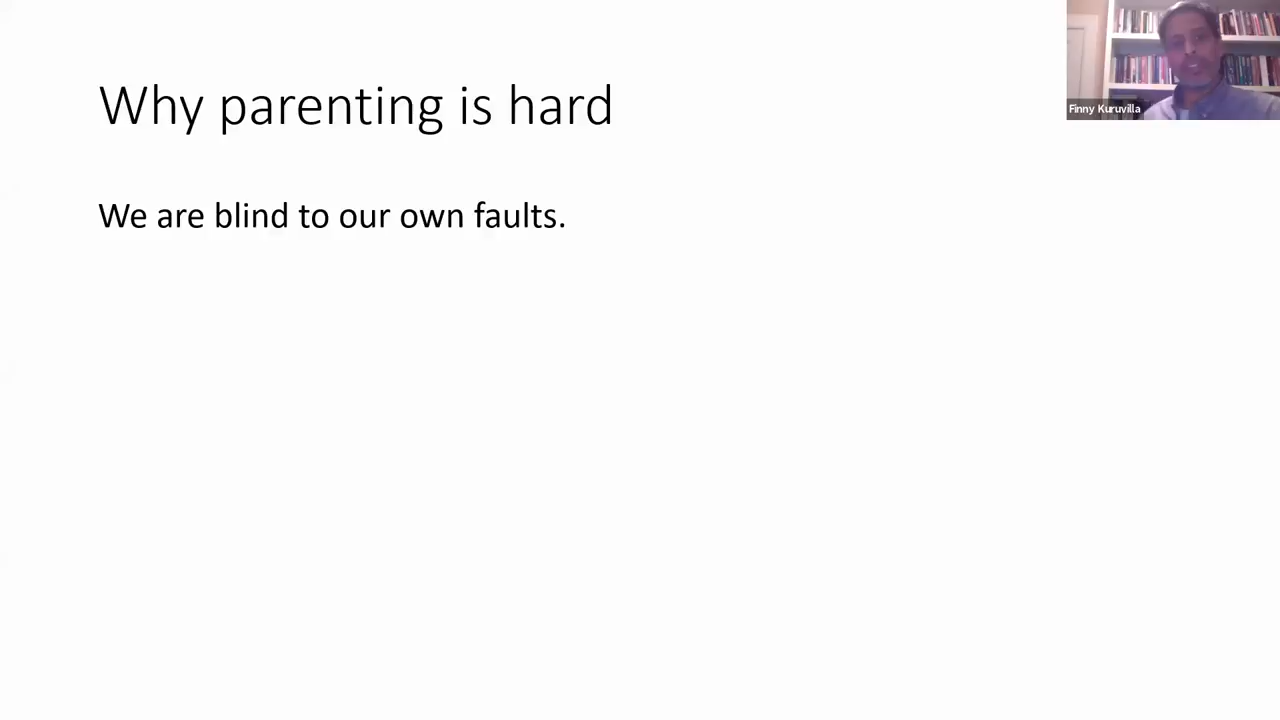 Why parenting is hard
We are blind to our own faults.
Finny Kuruvilla